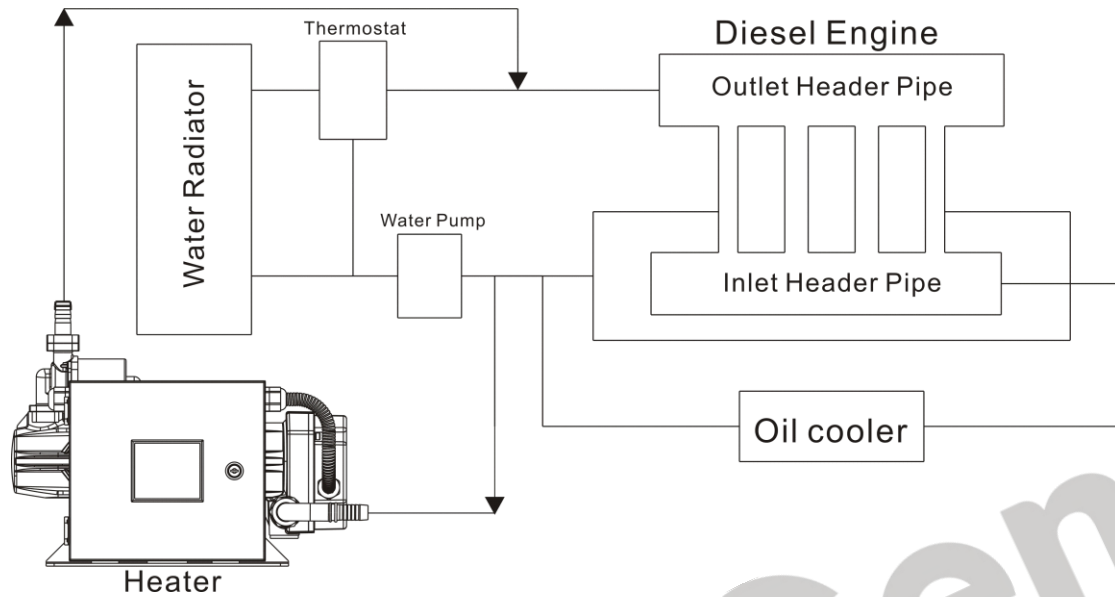 Thermostat
Diesel Engine
Outlet Header Pipe
Water Radiator
Water Pump
Inlet Header Pipe
Oil cooler
Heater